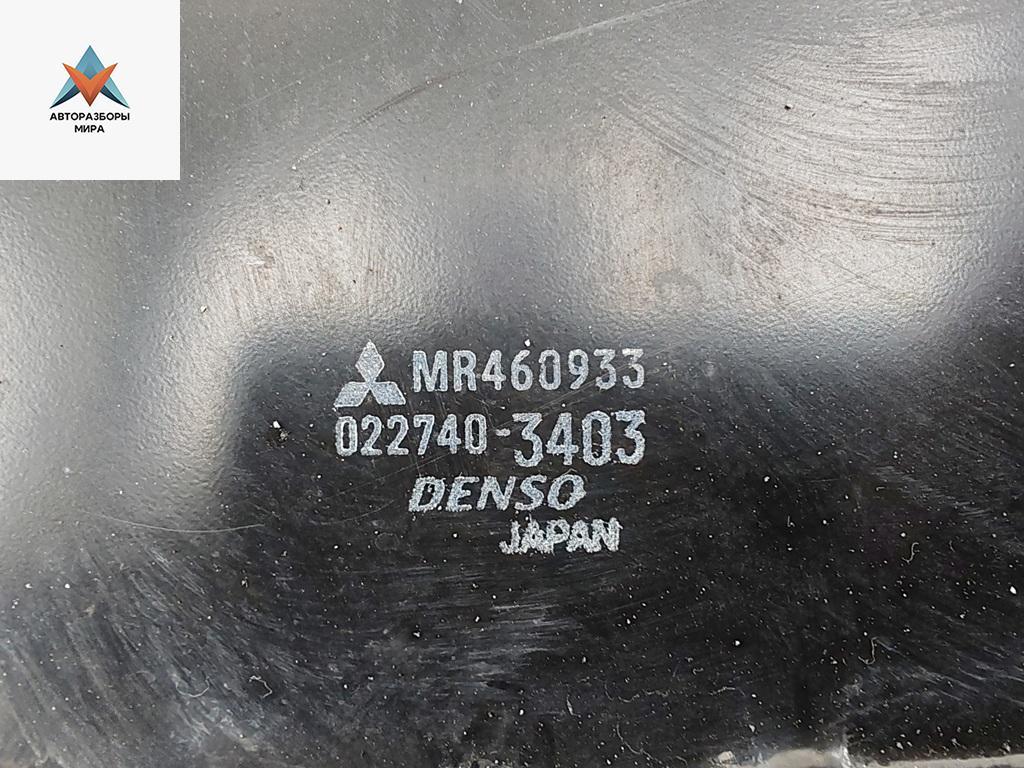 АВТОРАЗБОРЫ
МИРА
MR460933
022740-3403
DENSO
JAPAN